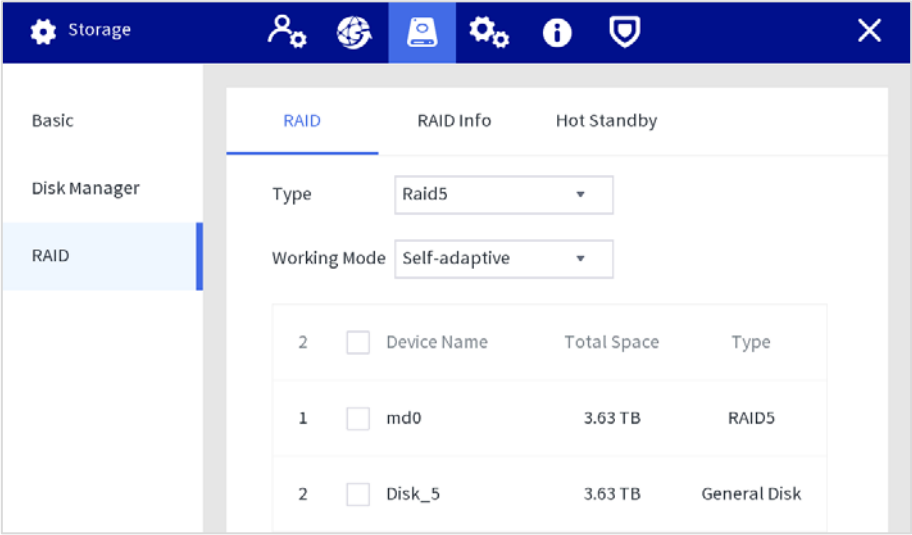 Storage
Basic
Disk Manager
RAID
RAID RAID Info Hot Standby
Type Raid5
Working Mode Self-adaptive
2 Device Name Total Space Type
1 md0 3.63 TB RAID5
2 Disk_5 3.63 TB General Disk